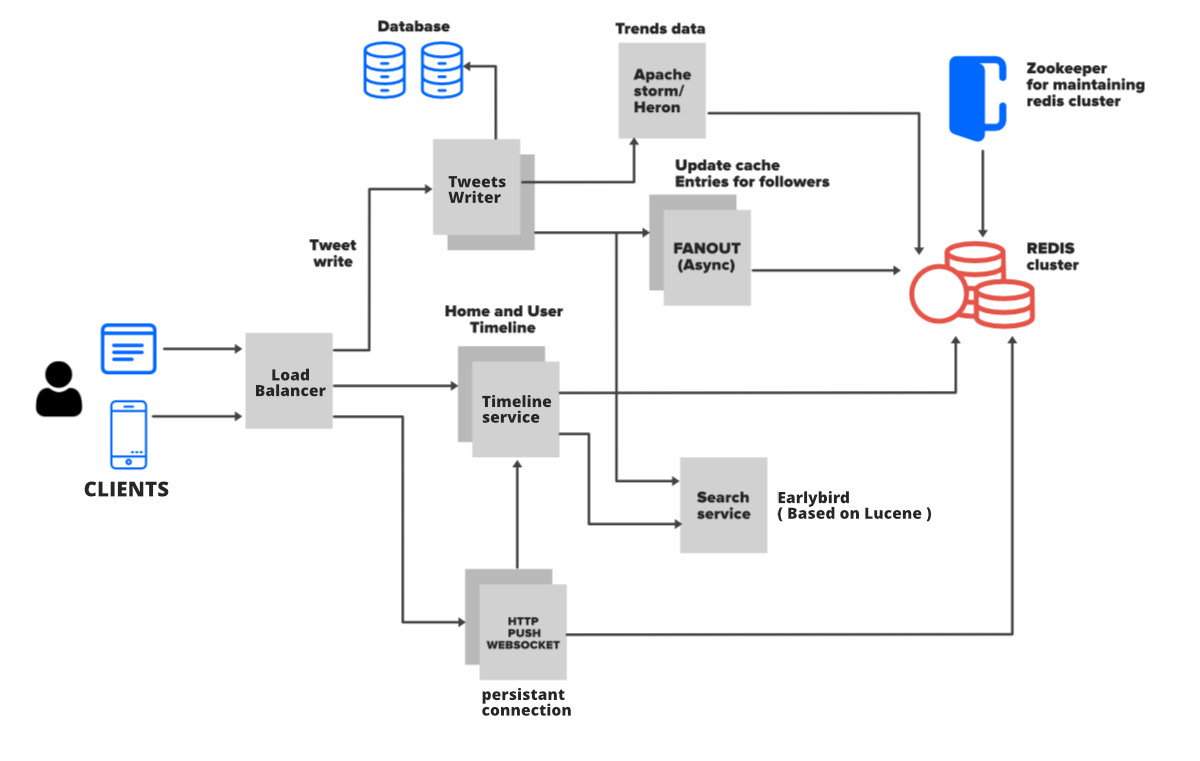 Database
Trends data
Apache
storm/
Heron
Zookeeper
for maintaining
redis cluster
Tweets
Writer
Update cache
Entries for followers
FANOUT
(Async)
Tweet
write
REDIS
cluster
Home and User
Timeline
Load
Balancer
Timeline
service
CLIENTS
Search
service
Earlybird
( Based on Lucene )
HTTP
PUSH
WEBSOCKET
persistant
connection